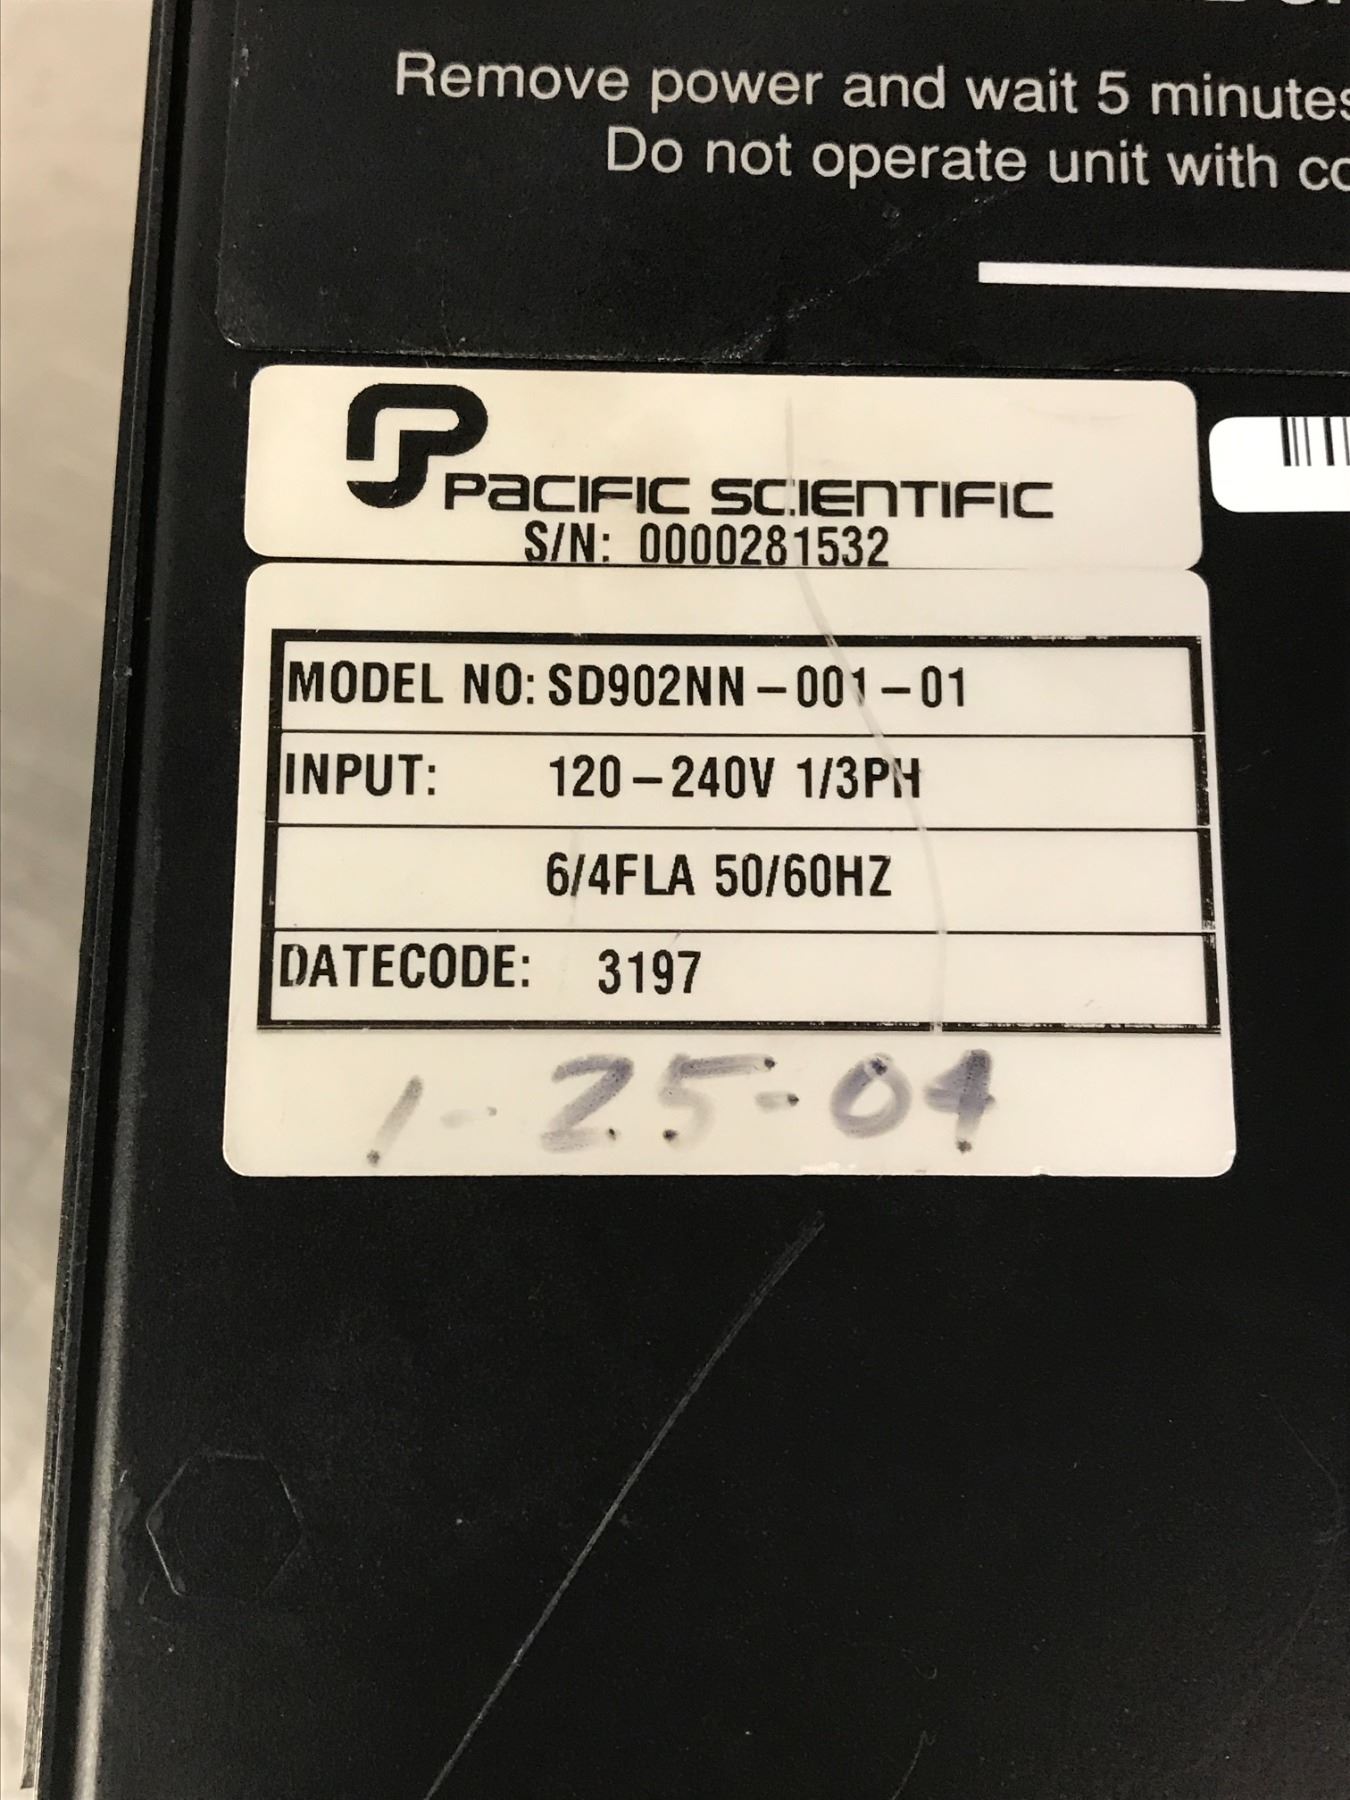 Remove power and wait 5 minutes
Do not operate unit with
PACIFIC SCIENTIFIC
S/N: 0000281532
MODEL NO: SD902NN-001-01
INPUT: 120-240V 1/3PH
6/4FLA 50/60HZ
DATECODE: 3197
1-25-04